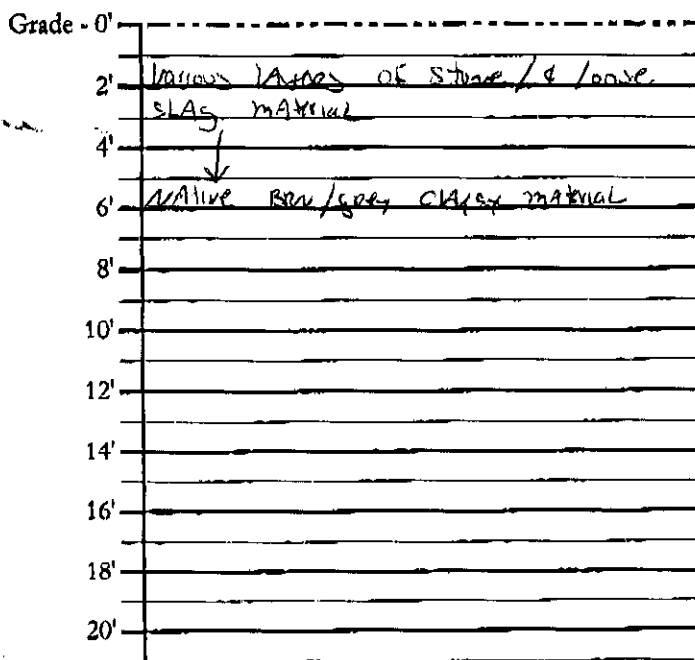 Grade - 0'
2'
Various layers of Stone / & loose
SLAg mAterial
4'
6'
NAtive BRN/grey CLAyey mAterial
8'
10'
12'
14'
16'
18'
20'